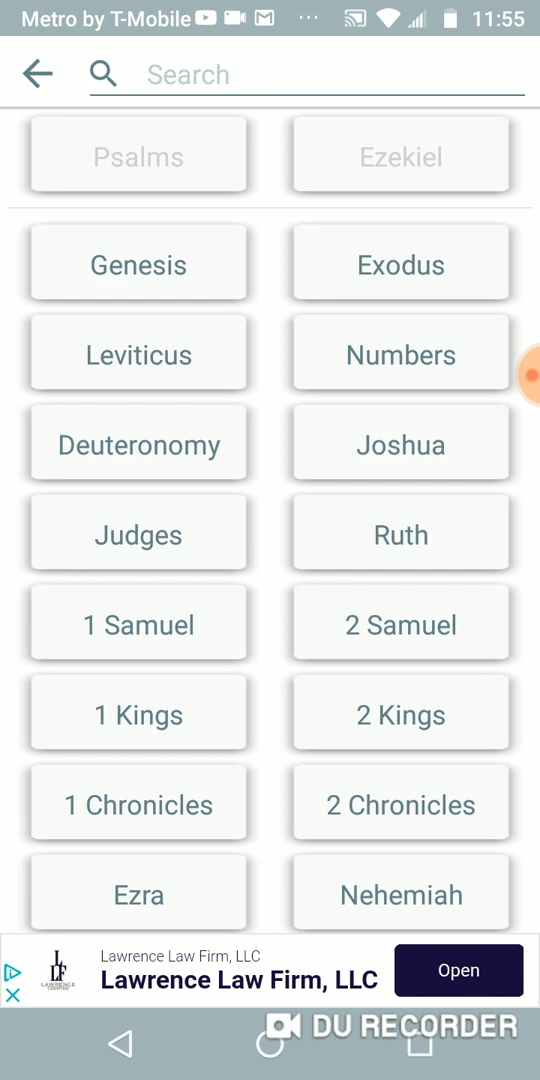 Metro by T-Mobile ... 11:55
Search
Psalms Ezekiel
Genesis Exodus
Leviticus Numbers
Deuteronomy Joshua
Judges Ruth
1 Samuel 2 Samuel
1 Kings 2 Kings
1 Chronicles 2 Chronicles
Ezra Nehemiah
Lawrence Law Firm, LLC
Lawrence Law Firm, LLC Open
LLF
LAWRENCE
DU RECORDER